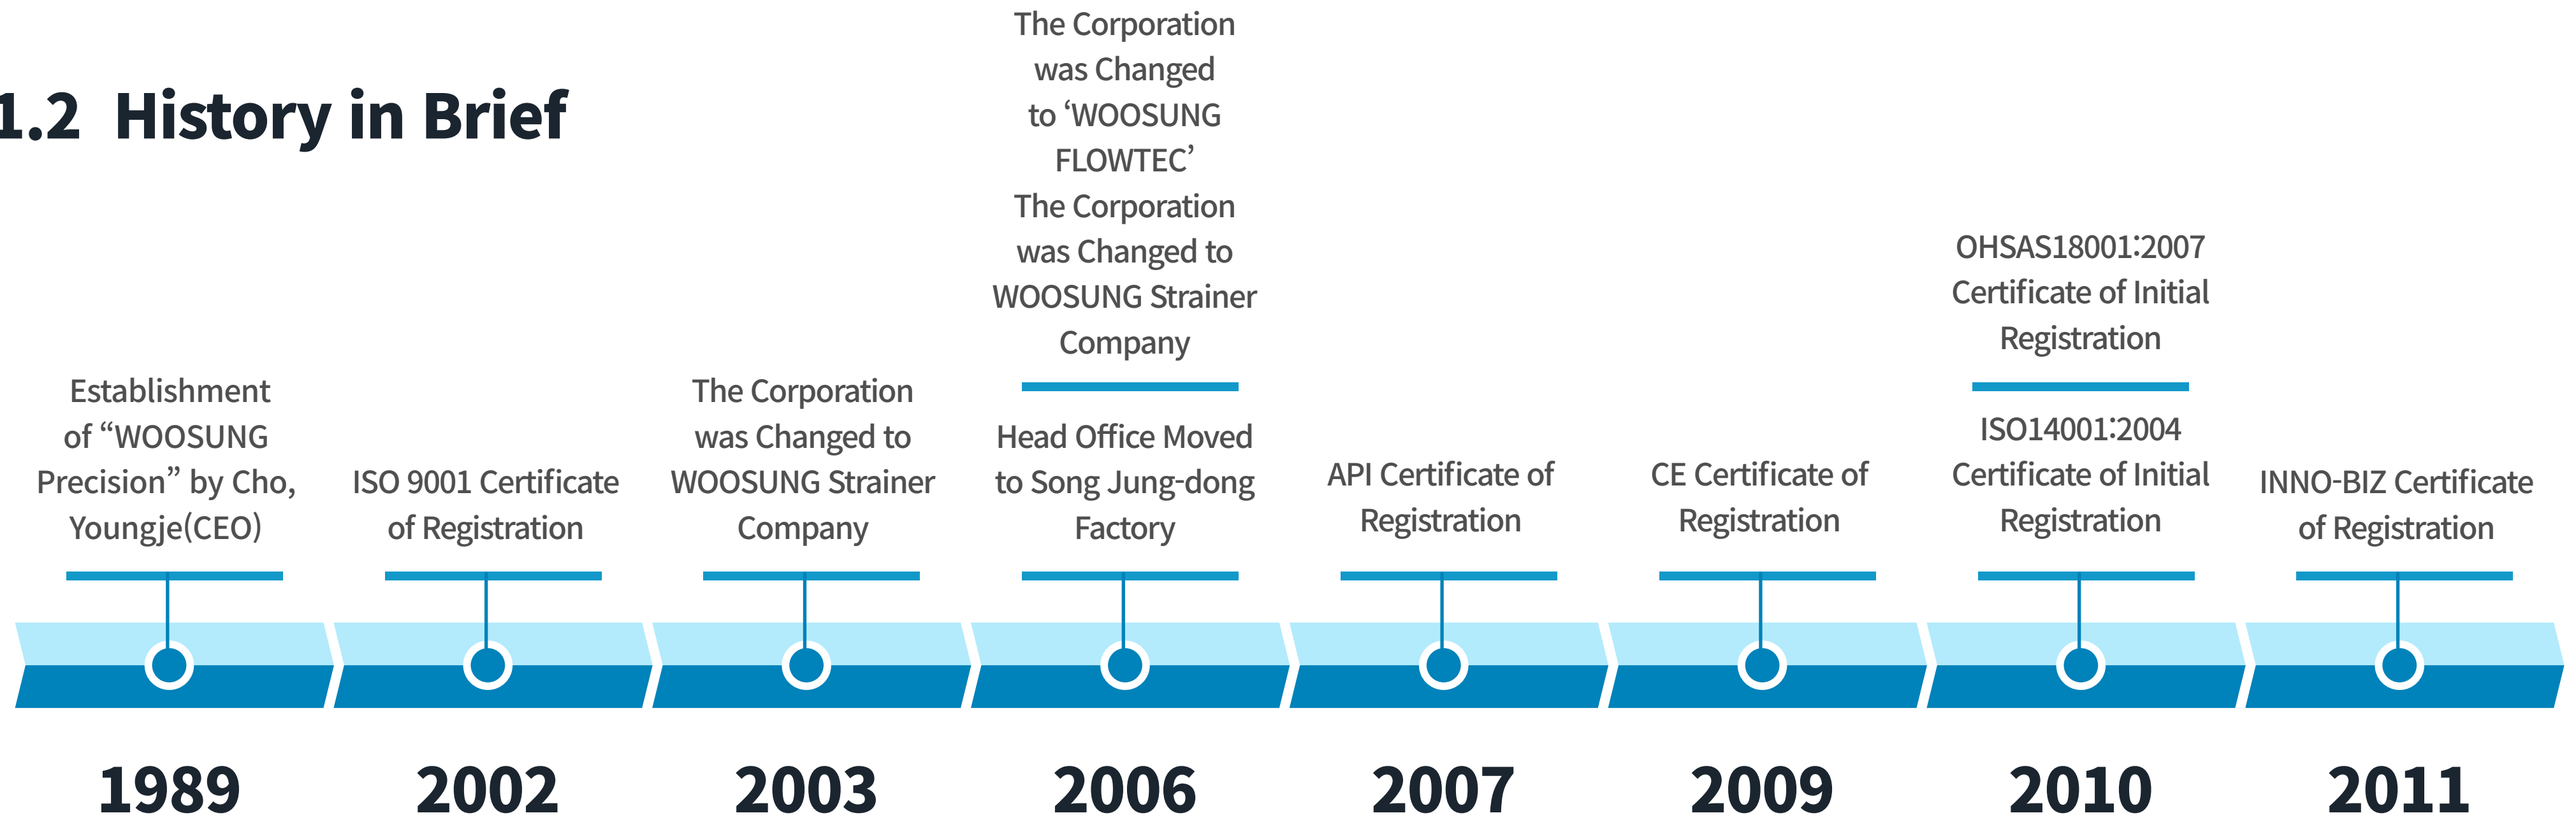 1.2 History in Brief
Establishment
of “WOOSUNG
Precision” by Cho,
Youngje(CEO)
1989
ISO 9001 Certificate
of Registration
2002
The Corporation
was Changed to
WOOSUNG Strainer
Company
2003
The Corporation
was Changed
to ‘WOOSUNG
FLOWTEC’
The Corporation
was Changed to
WOOSUNG Strainer
Company
Head Office Moved
to Song Jung-dong
Factory
2006
API Certificate of
Registration
2007
CE Certificate of
Registration
2009
OHSAS18001:2007
Certificate of Initial
Registration
ISO14001:2004
Certificate of Initial
Registration
2010
INNO-BIZ Certificate
of Registration
2011